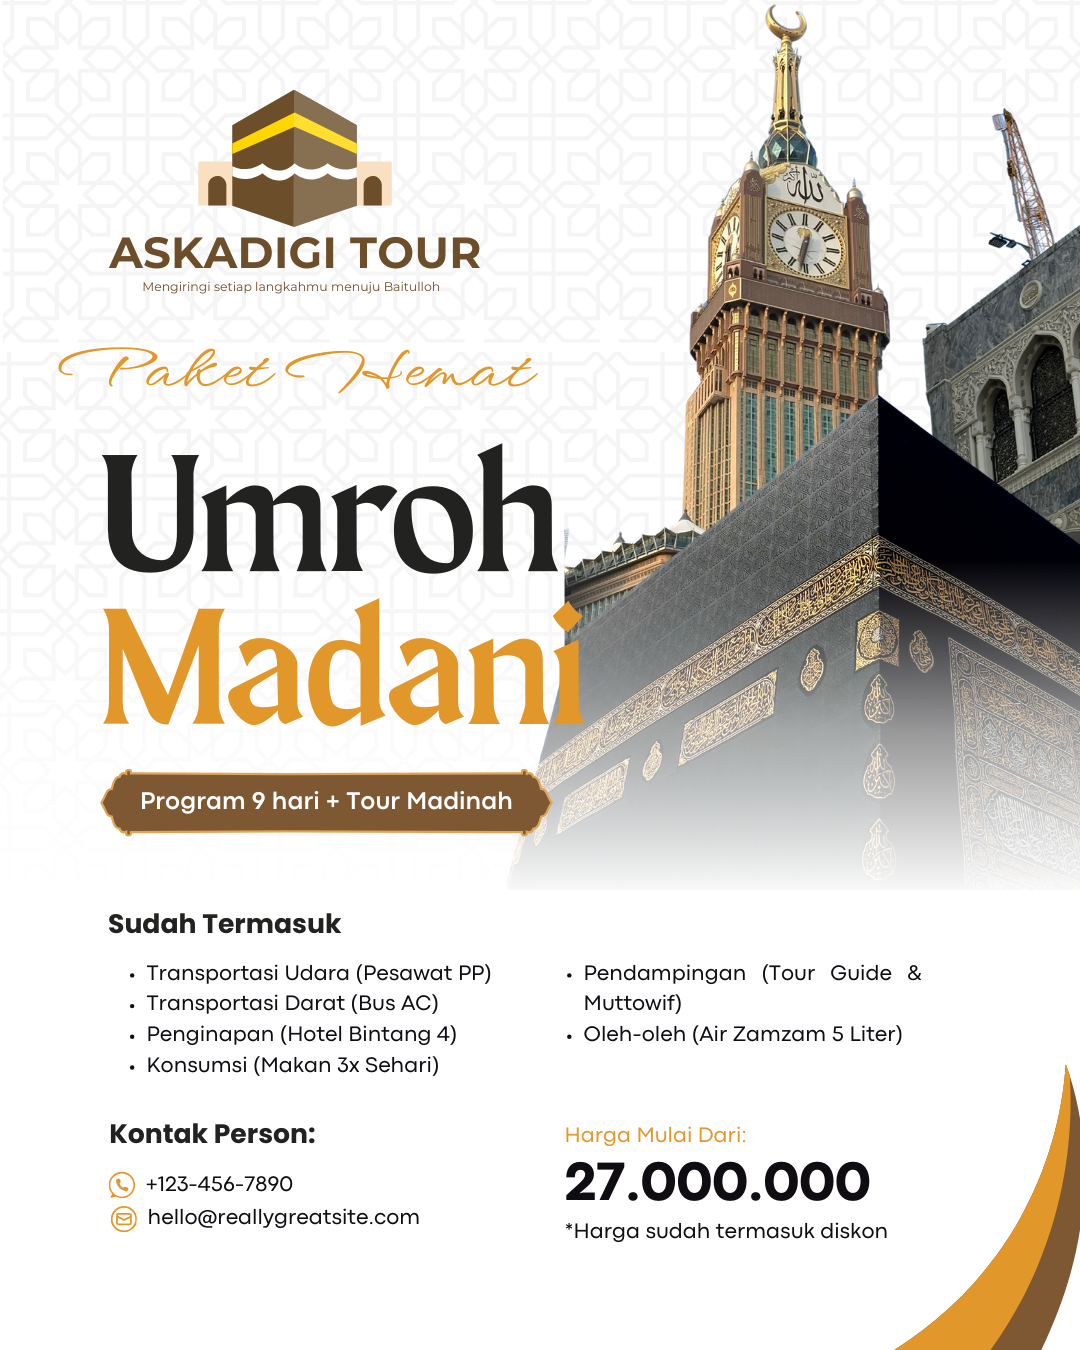 ASKADIGI TOUR
Mengiringi setiap langkahmu menuju Baitulloh
Paket Hemat
Umroh
Madani
Program 9 hari + Tour Madinah
Sudah Termasuk
• Transportasi Udara (Pesawat PP)
• Transportasi Darat (Bus AC)
• Penginapan (Hotel Bintang 4)
• Konsumsi (Makan 3x Sehari)
• Pendampingan (Tour Guide &
Muttowif)
• Oleh-oleh (Air Zamzam 5 Liter)
Kontak Person:
+123-456-7890
hello@reallygreatsite.com
Harga Mulai Dari:
27.000.000
*Harga sudah termasuk diskon
الله